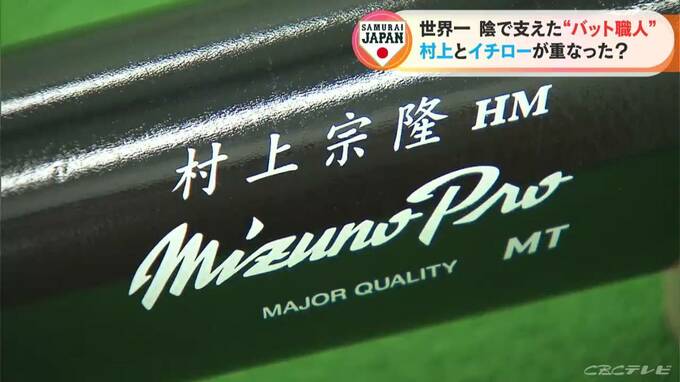 SAMURAI
JAPAN
世界一 陰で支えた“バット職人”
村上とイチローが重なった?
村上宗隆 HM
Mizuno Pro
MT
MAJOR QUALITY
CBCテレビ